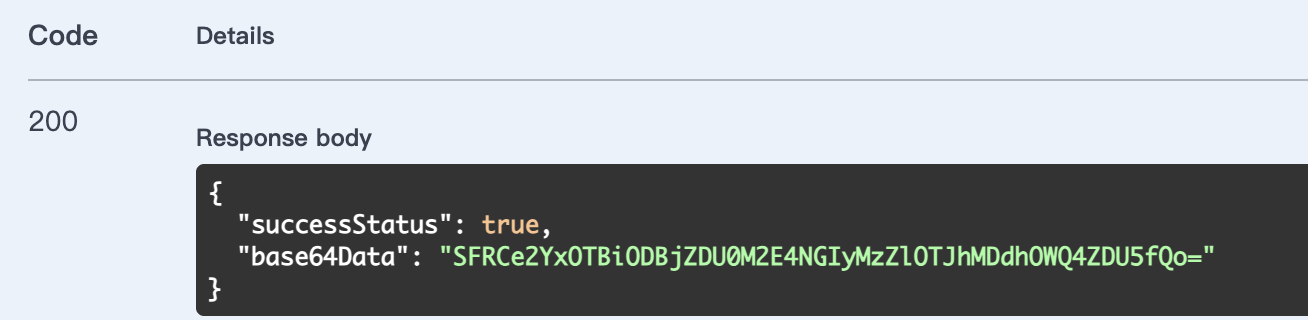 Code Details
200
Response body
{
"successStatus": true,
"base64Data": "SFRCe2YxOTBiODBjZDU0M2E4NGIyMzZlOTJhMDdhOWQ4ZDU5fQo="
}